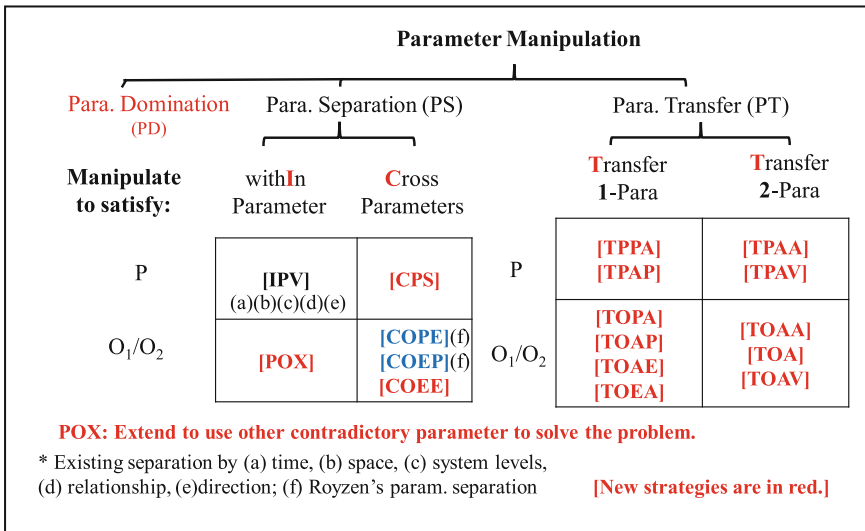 Parameter Manipulation
Para. Domination
(PD)
Para. Separation (PS)
Para. Transfer (PT)
Manipulate
to satisfy:
withIn
Parameter
Cross
Parameters
Transfer
1-Para
Transfer
2-Para
P
[IPV]
(a)(b)(c)(d)(e)
[CPS]
P
[TPPA]
[TPAP]
[TPAA]
[TPAV]
O₁/O₂
[POX]
[COPE](f)
[COEP](f)
[COEE]
O₁/O₂
[TOPA]
[TOAP]
[TOAE]
[TOEA]
[TOAA]
[TOA]
[TOAV]
POX: Extend to use other contradictory parameter to solve the problem.
* Existing separation by (a) time, (b) space, (c) system levels,
(d) relationship, (e)direction; (f) Royzen's param. separation
[New strategies are in red.]